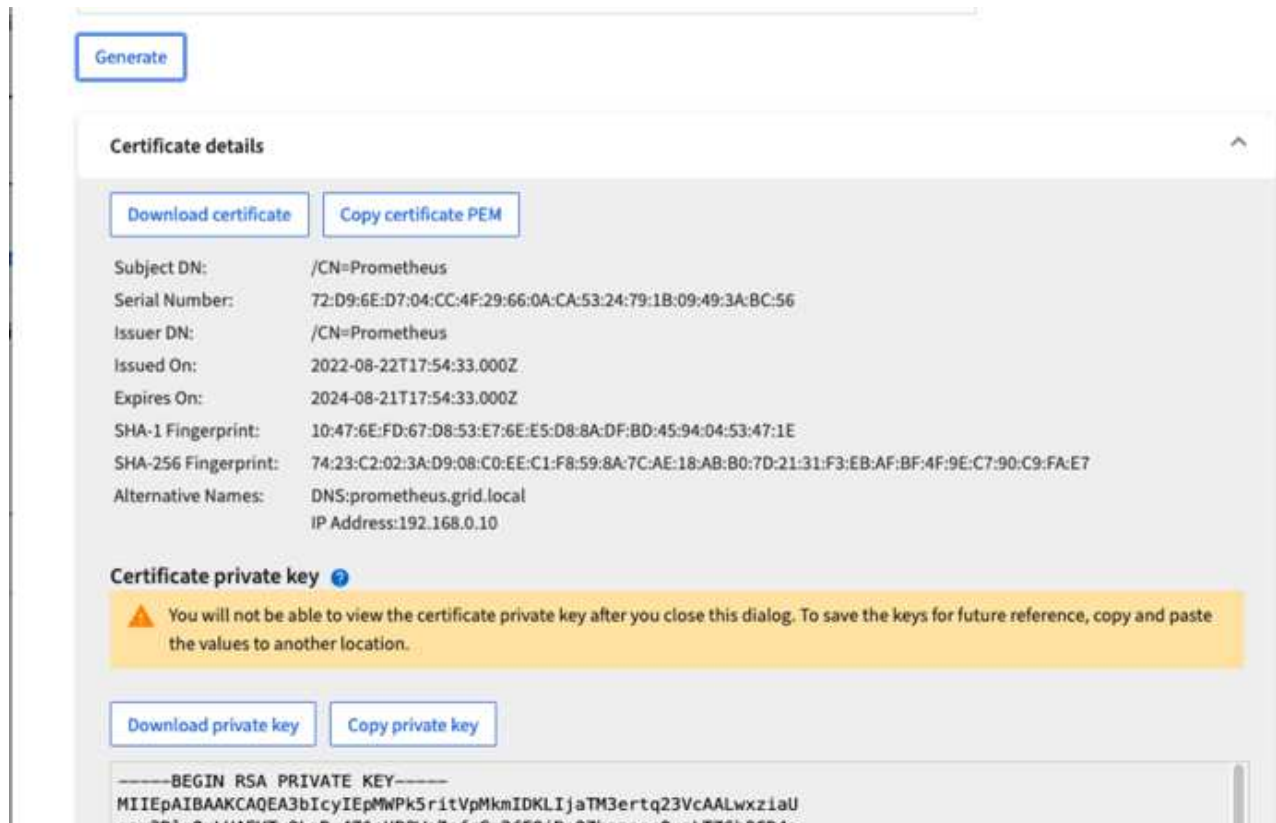 Generate
Certificate details
Download certificate Copy certificate PEM
Subject DN: /CN=Prometheus
Serial Number: 72:D9:6E:D7:04:CC:4F:29:66:0A:CA:53:24:79:1B:09:49:3A:BC:56
Issuer DN: /CN=Prometheus
Issued On: 2022-08-22T17:54:33.000Z
Expires On: 2024-08-21T17:54:33.000Z
SHA-1 Fingerprint: 10:47:6E:FD:67:D8:53:E7:6E:E5:D8:8A:DF:BD:45:94:04:53:47:1E
SHA-256 Fingerprint: 74:23:C2:02:3A:D9:08:C0:EE:C1:F8:59:8A:7C:AE:18:AB:B0:7D:21:31:F3:EB:AF:BF:4F:9E:C7:90:C9:FA:E7
Alternative Names: DNS:prometheus.grid.local
IP Address:192.168.0.10
Certificate private key ?
You will not be able to view the certificate private key after you close this dialog. To save the keys for future reference, copy and paste
the values to another location.
Download private key Copy private key
-----BEGIN RSA PRIVATE KEY-----
MIIEpAIBAAKCAQEA3bIcyIEpMWPk5ritVpMkmIDKLIjaTM3ertq23VcAALwxziaU